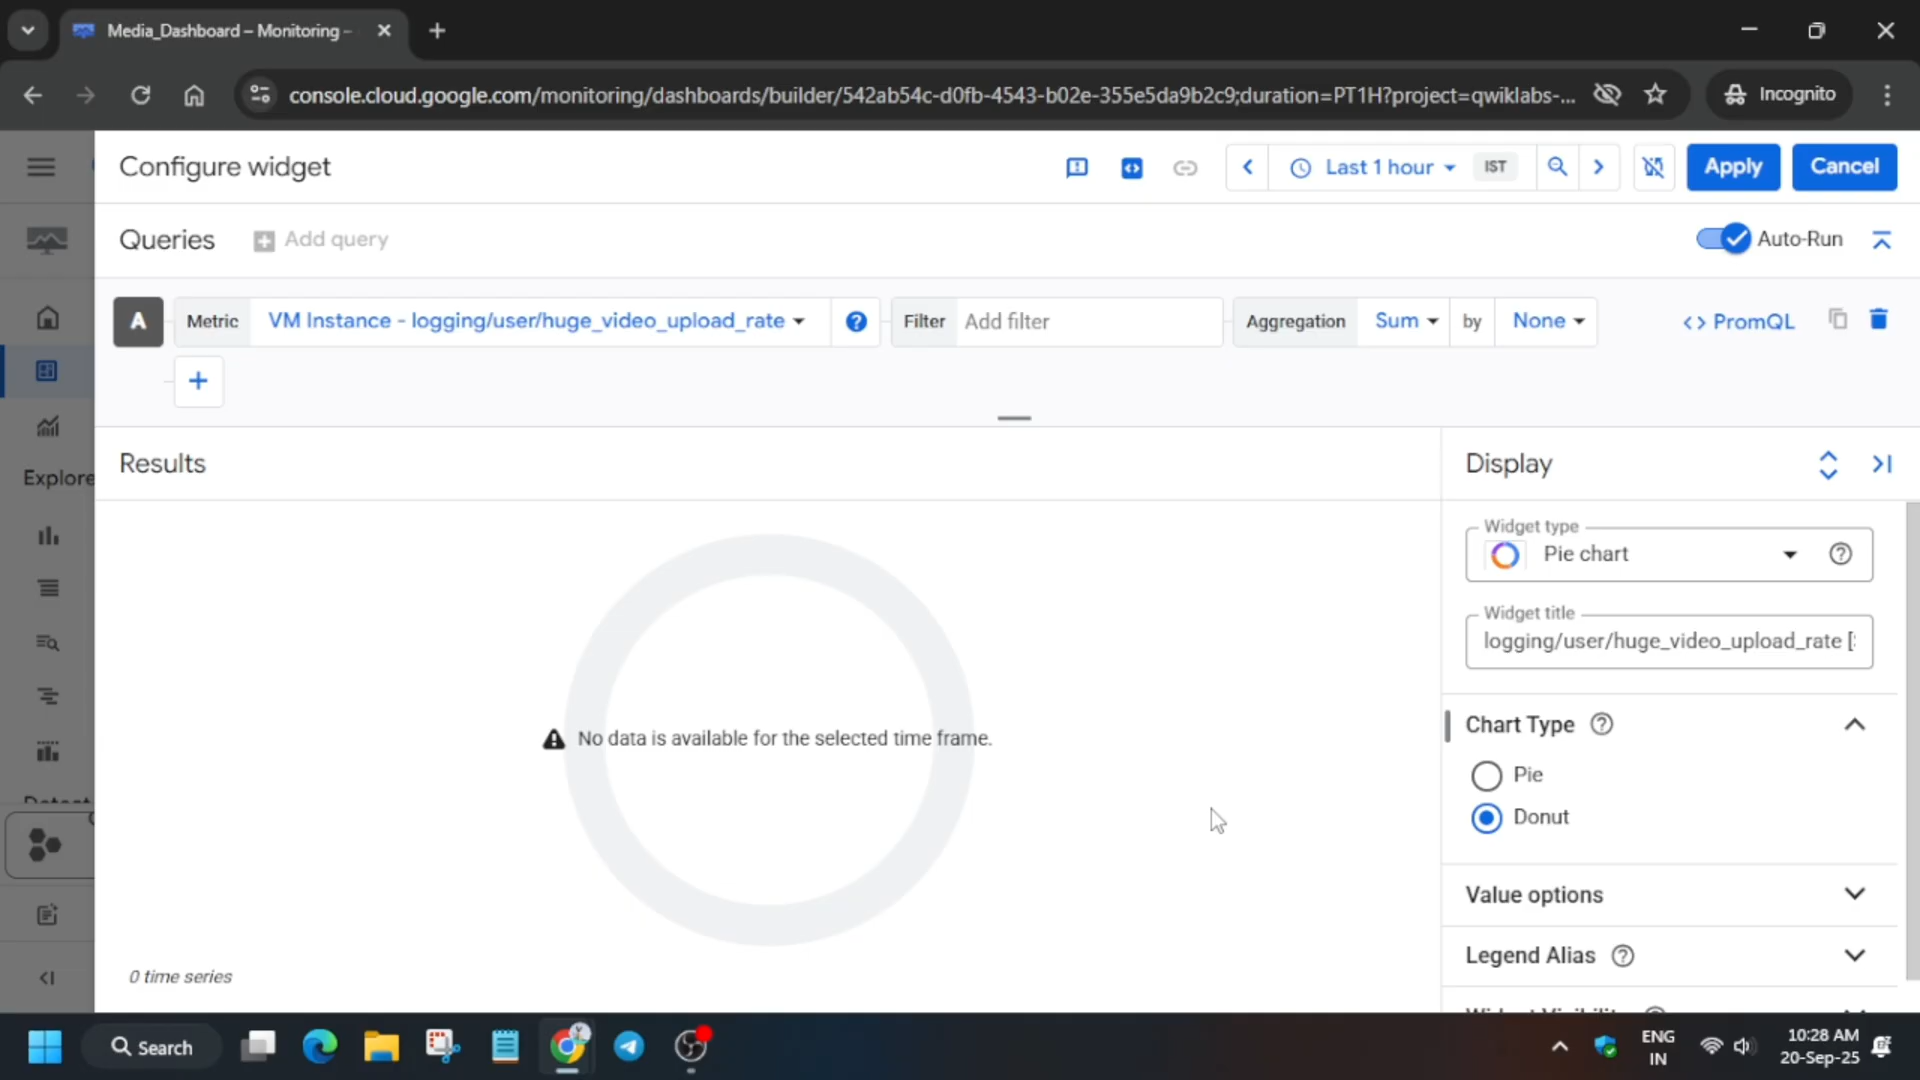 Media_Dashboard – Monitoring –
console.cloud.google.com/monitoring/dashboards/builder/542ab54c-d0fb-4543-b02e-355e5da9b2c9;duration=PT1H?project=qwiklabs-...
Incognito
Configure widget
Last 1 hour
IST
Apply
Cancel
Queries
Add query
Auto-Run
A
Metric
VM Instance - logging/user/huge_video_upload_rate
Filter
Add filter
Aggregation
Sum
by
None
<> PromQL
+
Explore
Results
Display
Widget type
Pie chart
Widget title
logging/user/huge_video_upload_rate [
Chart Type
Pie
Donut
No data is available for the selected time frame.
Value options
Legend Alias
0 time series
Search
ENG
IN
10:28 AM
20-Sep-25